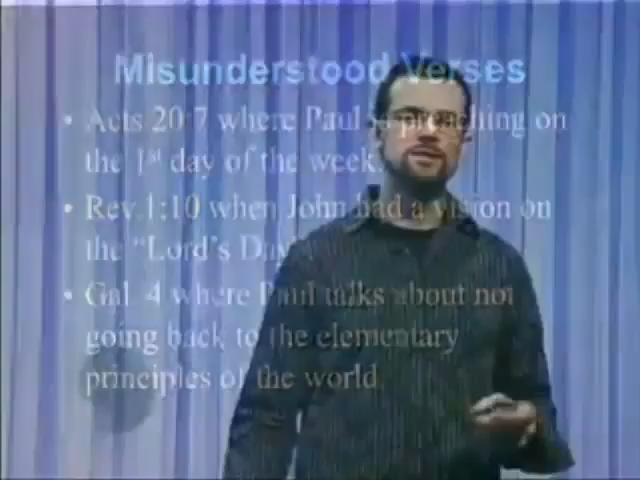 Misunderstood Verses
• Acts 20:7 where Paul is preaching on
the 1st day of the week.
• Rev.1:10 when John had a vision on
the "Lord's Day
• Gal. 4 where Paul talks about not
going back to the elementary
principles of the world.